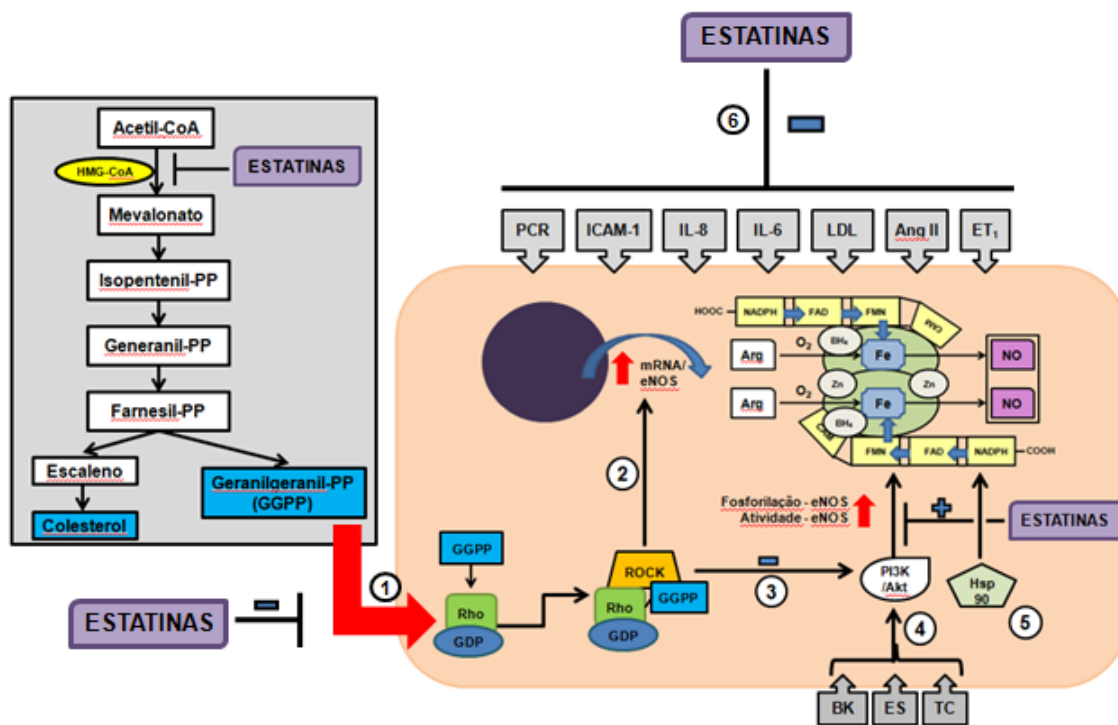 ESTATINAS
6
Acetil-CoA
HMG-CoA
ESTATINAS
Mevalonato
Isopentenil-PP
Generanil-PP
Farnesil-PP
Escaleno
Colesterol
Geranilgeranil-PP
(GGPP)
PCR
ICAM-1
IL-8
IL-6
LDL
Ang II
ET1
HOOC
NADPH
FAD
FMN
CAM
Arg
O2
BH4
Fe
NO
mRNA/
eNOS
Zn
Zn
Arg
O2
Fe
NO
BH4
CAM
FMN
FAD
NADPH
COOH
2
Fosforilação - eNOS
Atividade - eNOS
ESTATINAS
1
GGPP
Rho
GDP
ROCK
Rho
GGPP
GDP
3
PI3K
/Akt
Hsp
90
4
5
ESTATINAS
BK
ES
TC